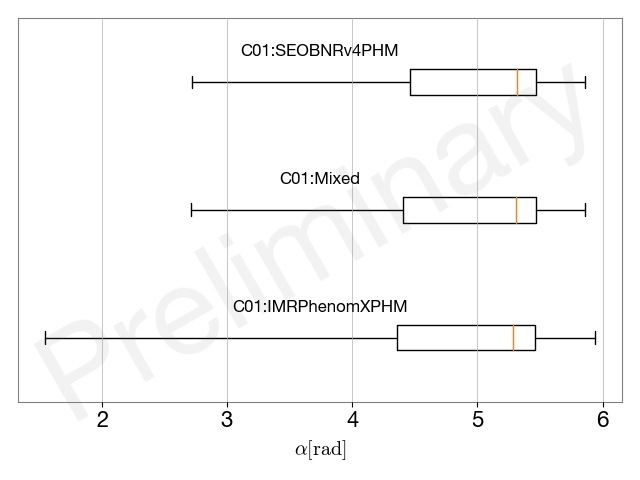 C01:SEOBNRv4PHM
C01:Mixed
C01:IMRPhenomXPHM
Preliminary
2 3 4 5 6
α[rad]